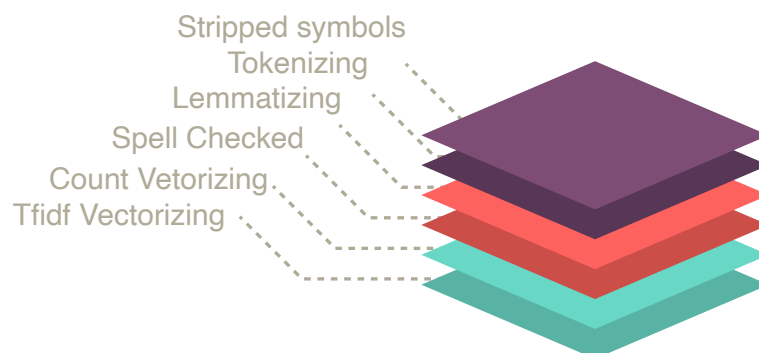 Stripped symbols
Tokenizing
Lemmatizing
Spell Checked
Count Vetorizing
Tfidf Vectorizing